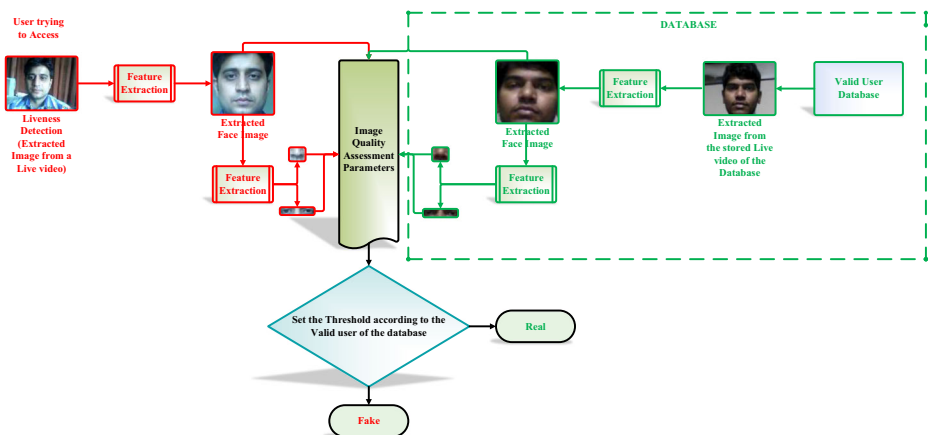 User trying
to Access
DATABASE
Feature
Extraction
Liveness
Detection
(Extracted
Image from a
Live video)
Extracted
Face Image
Feature
Extraction
Image
Quality
Assessment
Parameters
Extracted
Face Image
Feature
Extraction
Feature
Extraction
Extracted
Image from
the stored Live
video of the
Database
Valid User
Database
Set the Threshold according to the
Valid user of the database
Real
Fake